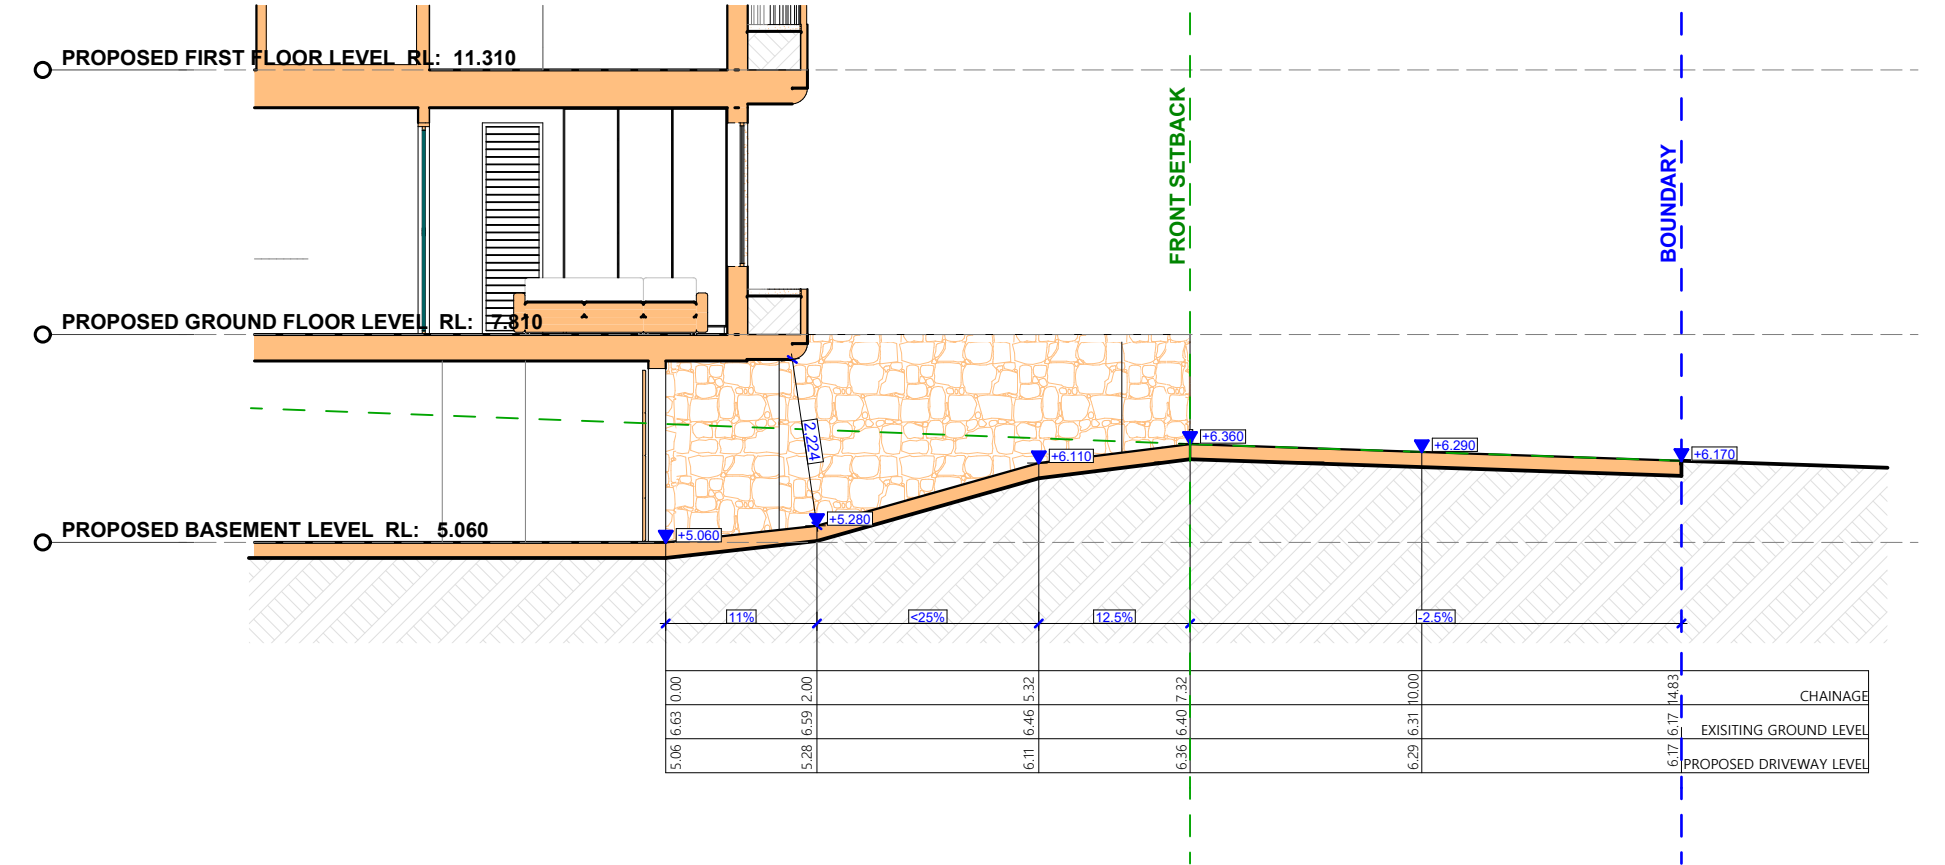 PROPOSED FIRST FLOOR LEVEL RL: 11.310
FRONT SETBACK
BOUNDARY
PROPOSED GROUND FLOOR LEVEL RL: 7.810
2.224
+6.360
+6.290
+6.110
+6.170
+5.280
PROPOSED BASEMENT LEVEL RL: 5.060
+5.060
11% <25% 12.5% -2.5%
0.00 2.00 5.32 7.32 10.00 14.83 CHAINAGE
6.63 6.59 6.46 6.40 6.31 6.17 EXISITING GROUND LEVEL
5.06 5.28 6.11 6.36 6.29 6.17 PROPOSED DRIVEWAY LEVEL